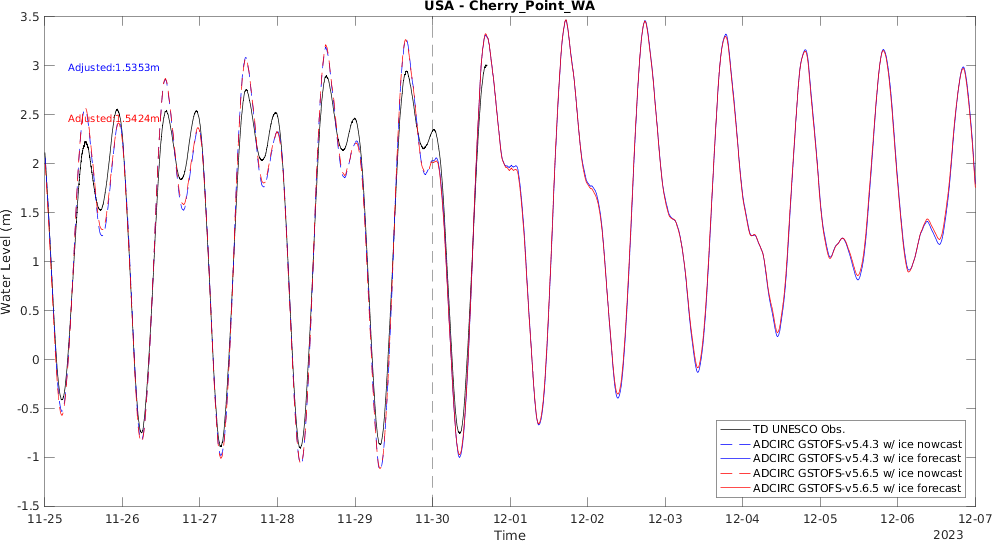 USA - Cherry_Point_WA
3.5
3
2.5
2
1.5
1
0.5
0
-0.5
-1
-1.5
Water Level (m)
Adjusted:1.5353m
Adjusted:1.5424m
TD UNESCO Obs.
ADCIRC GSTOFS-v5.4.3 w/ ice nowcast
ADCIRC GSTOFS-v5.4.3 w/ ice forecast
ADCIRC GSTOFS-v5.6.5 w/ ice nowcast
ADCIRC GSTOFS-v5.6.5 w/ ice forecast
11-25 11-26 11-27 11-28 11-29 11-30 12-01 12-02 12-03 12-04 12-05 12-06 12-07
Time
2023